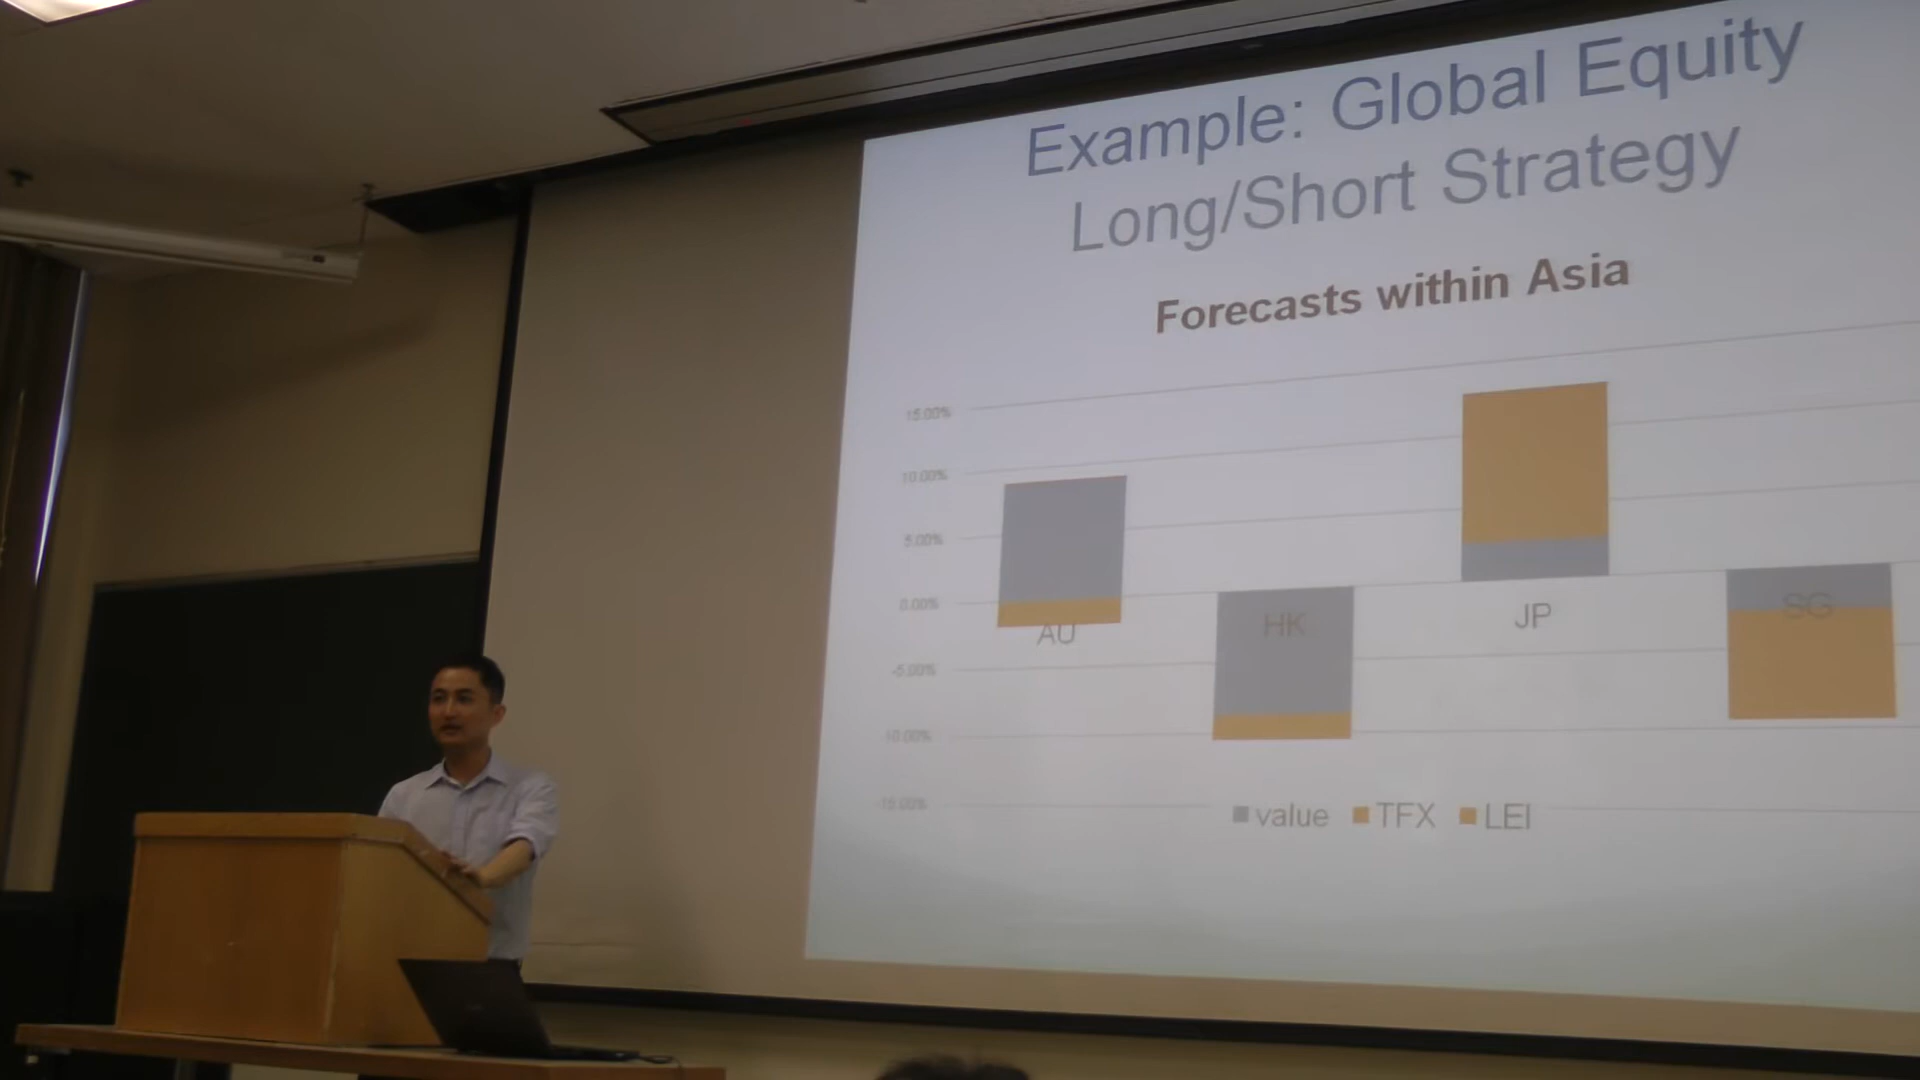 Example: Global Equity
Long/Short Strategy
Forecasts within Asia
15.00%
10.00%
5.00%
0.00%
-5.00%
-10.00%
-15.00%
AU
HK
JP
SG
value TFX LEI